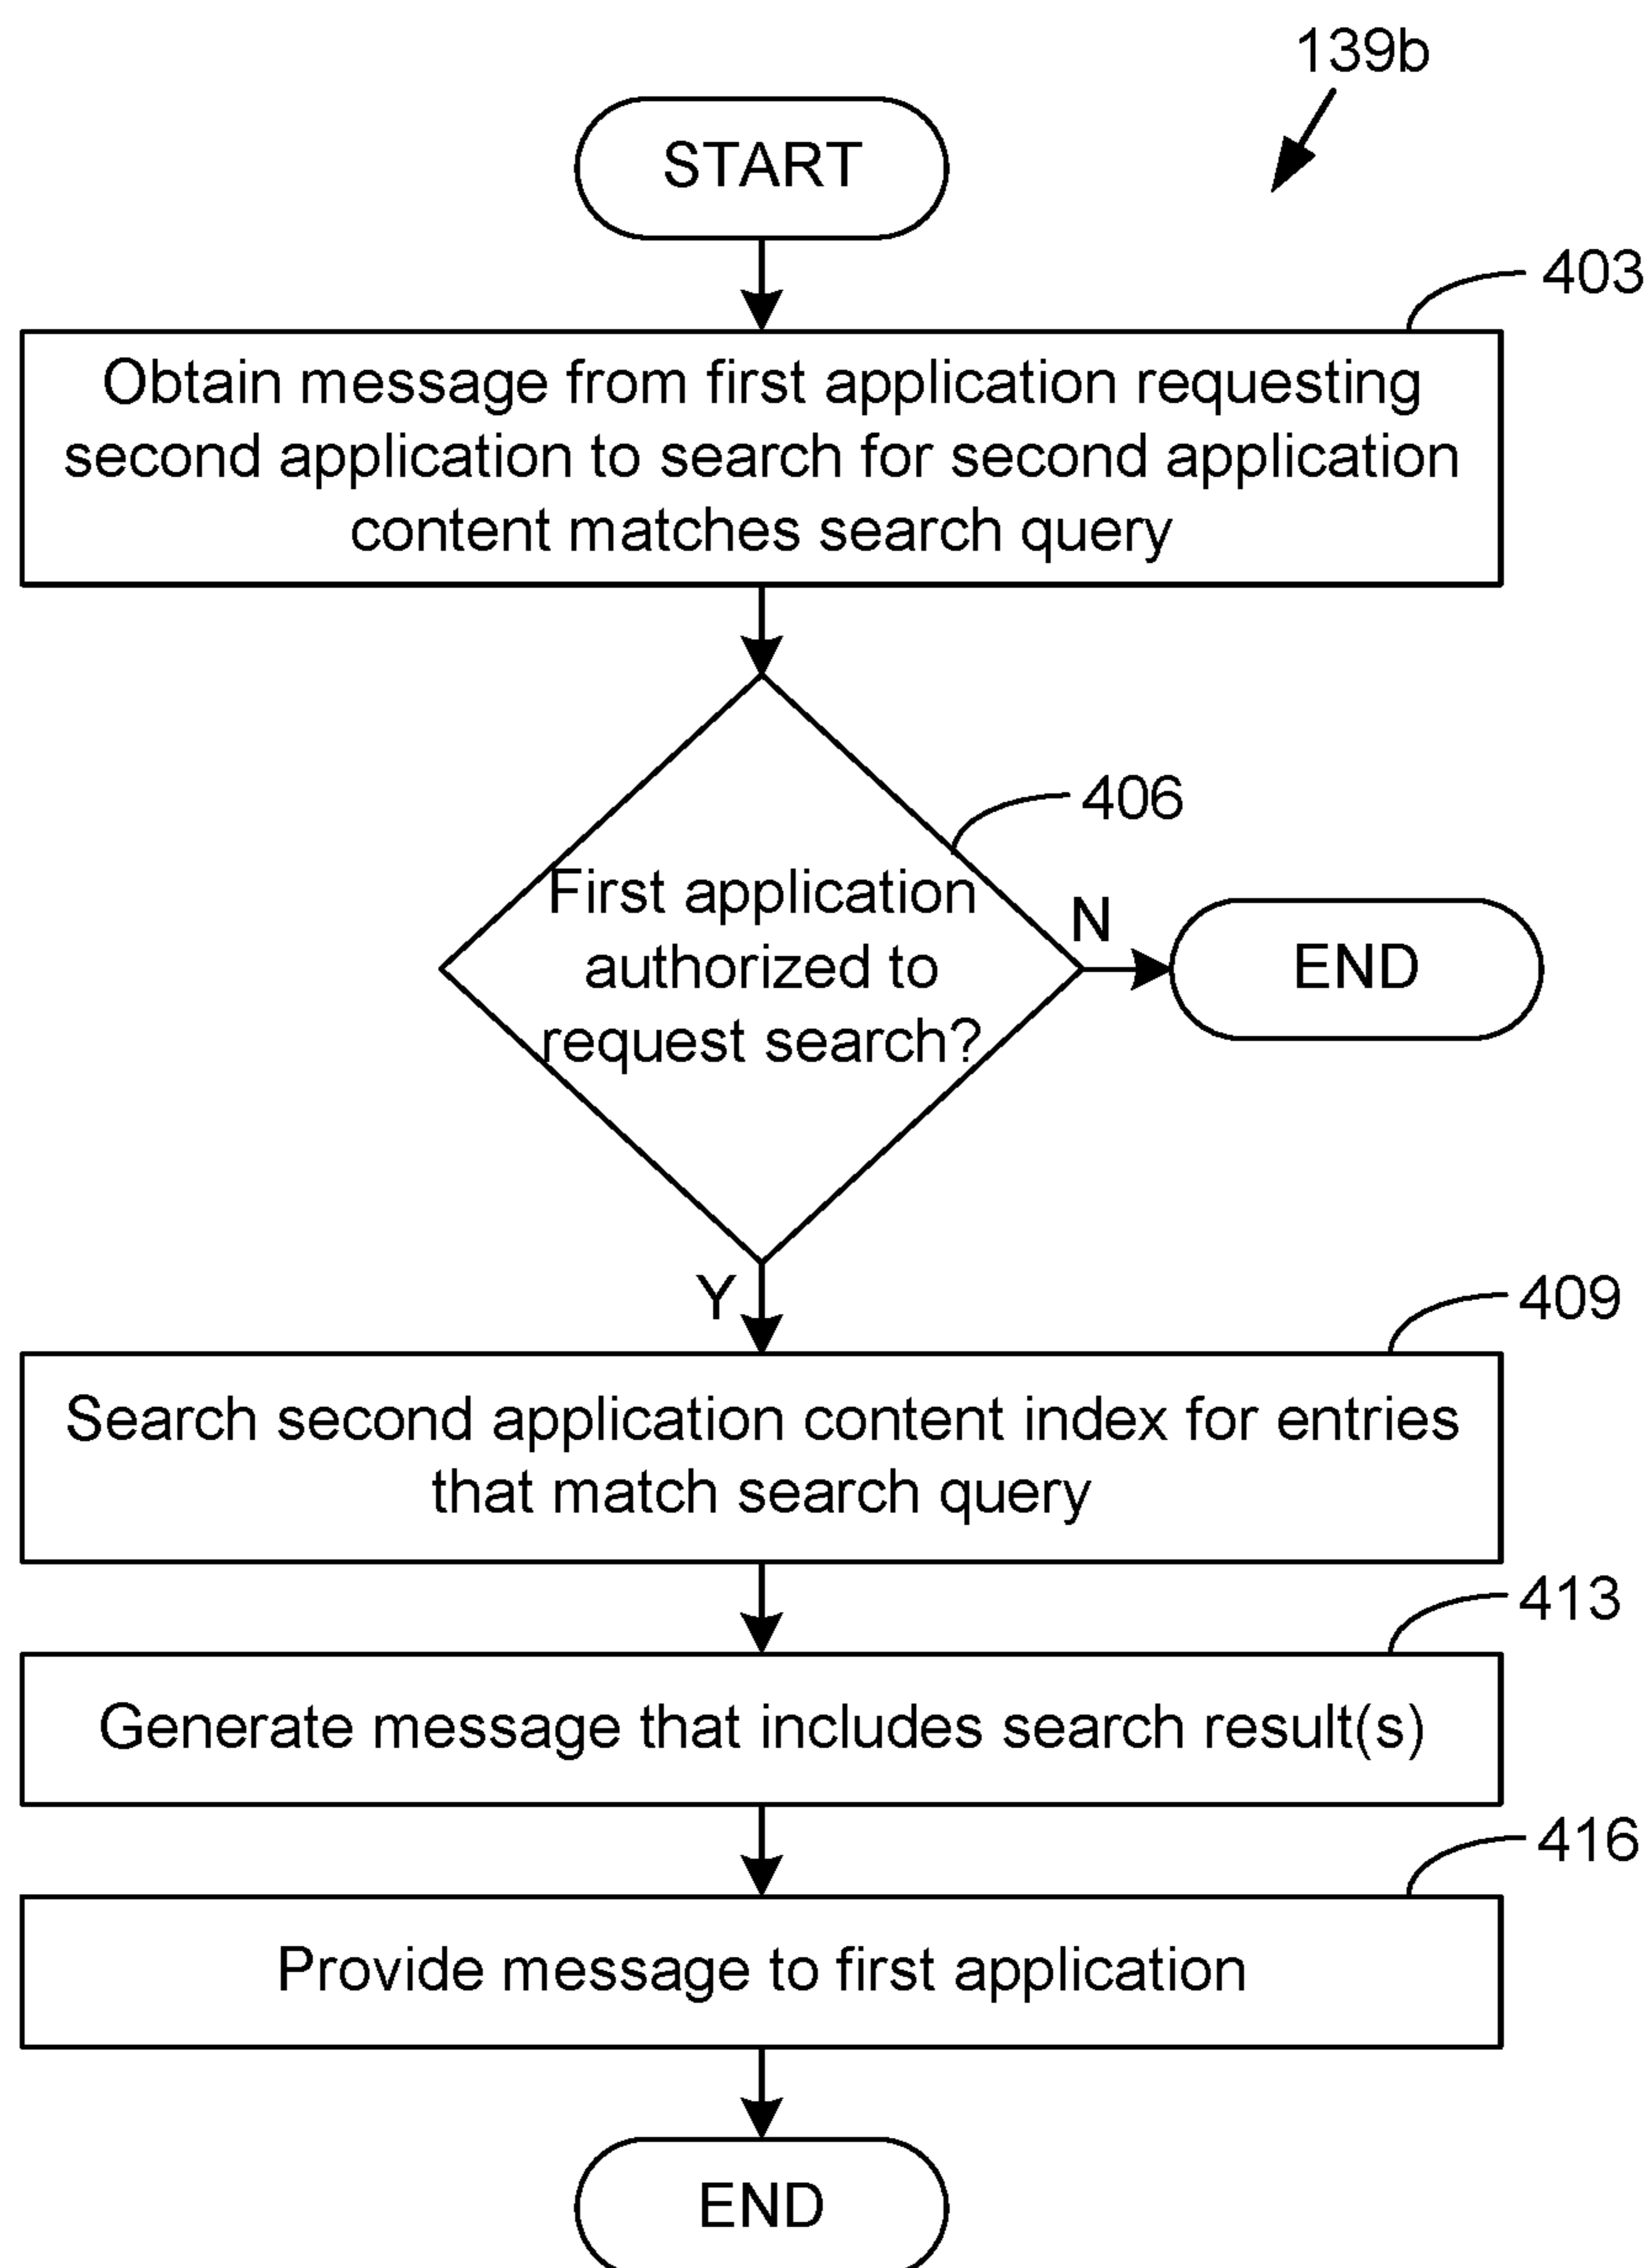 139b
START
403
Obtain message from first application requesting
second application to search for second application
content matches search query
406
First application
authorized to
request search?
N
END
Y
409
Search second application content index for entries
that match search query
413
Generate message that includes search result(s)
416
Provide message to first application
END